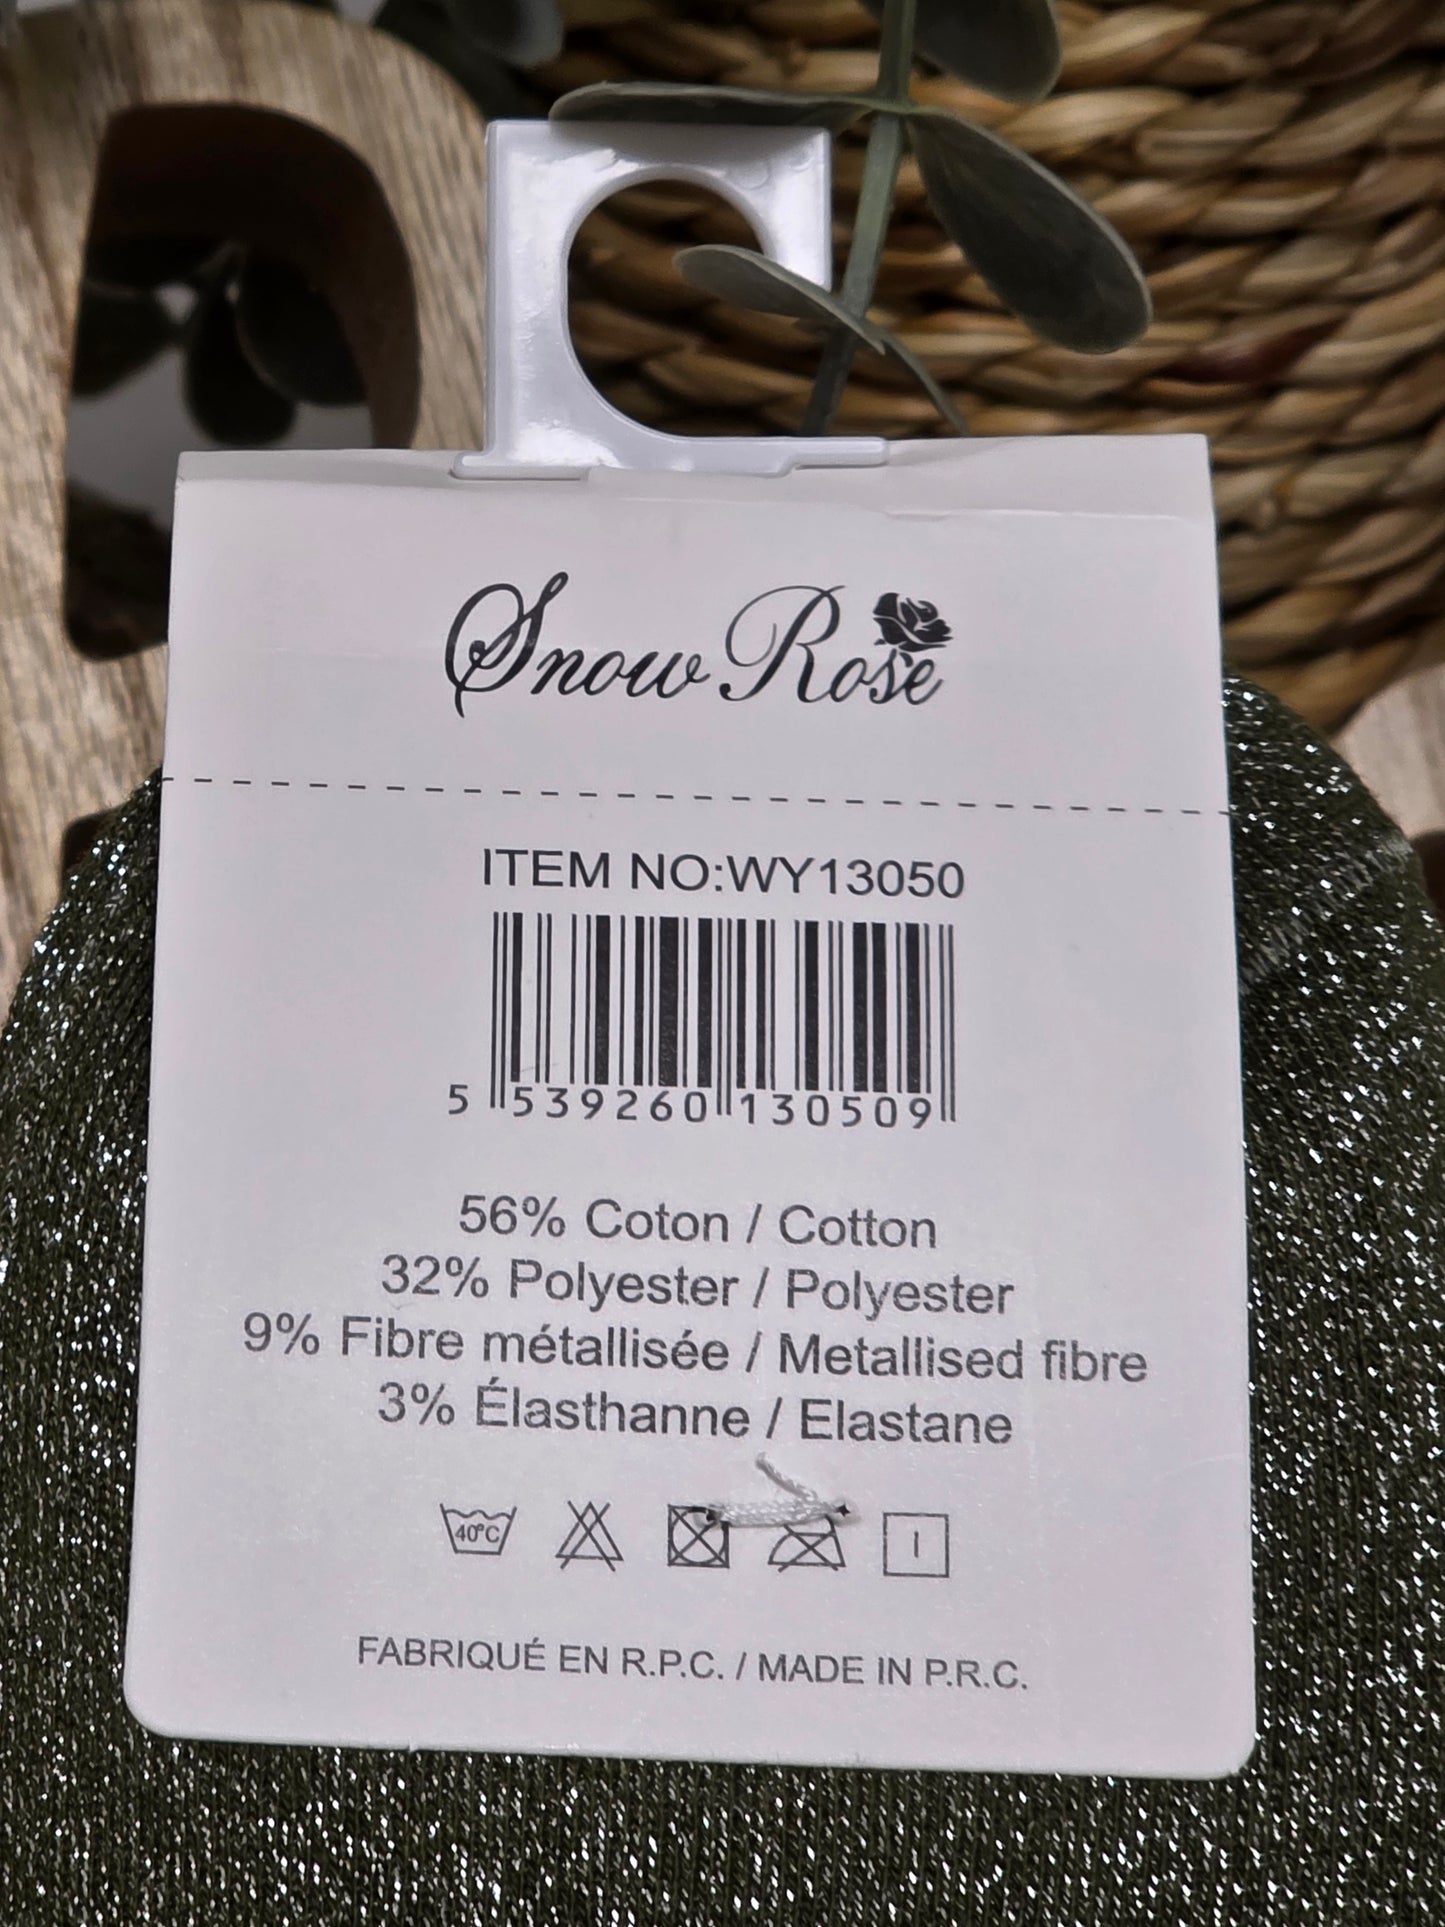 Snow Rose
ITEM NO:WY13050
5 539260 130509
56% Coton / Cotton
32% Polyester / Polyester
9% Fibre métallisée / Metallised fibre
3% Élasthanne / Elastane
40°C
FABRIQUÉ EN R.P.C. / MADE IN P.R.C.